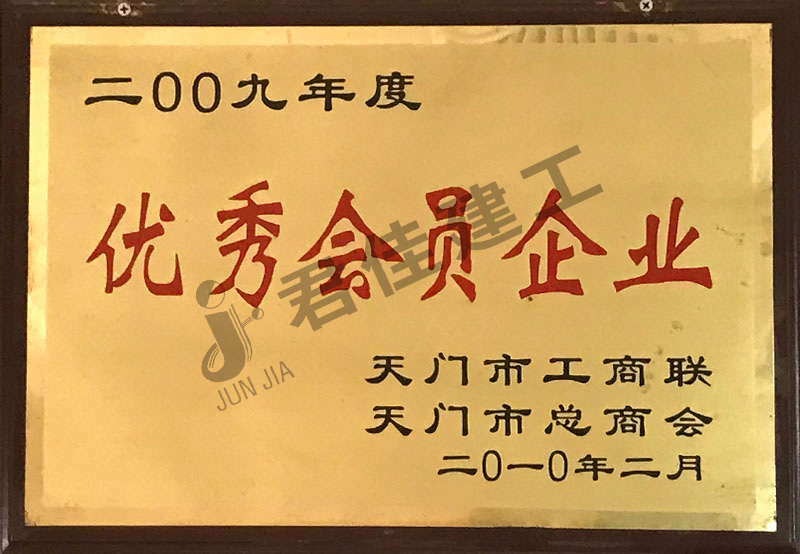 二00九年度
优秀会员企业
君佳建工
JUN JIA
天门市工商联
天门市总商会
二0一0年二月